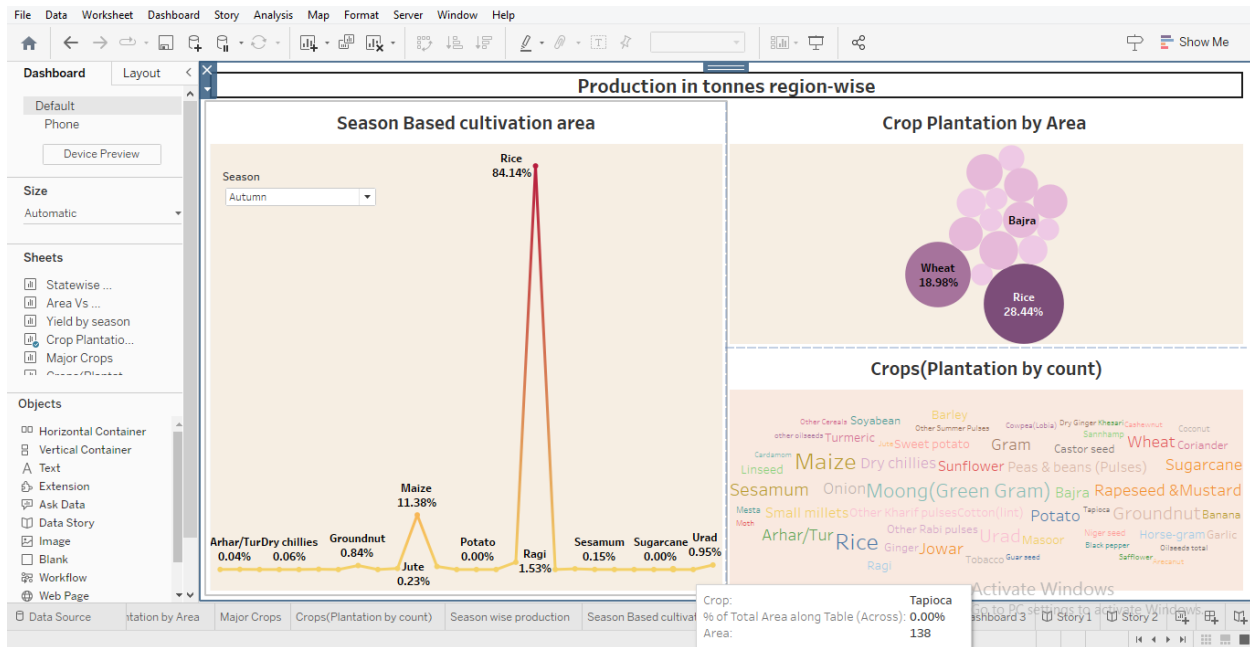 File Data Worksheet Dashboard Story Analysis Map Format Server Window Help
Show Me
Dashboard Layout
Default
Phone
Device Preview
Size
Automatic
Sheets
Statewise ...
Area Vs ...
Yield by season
Crop Plantatio...
Major Crops
Objects
Horizontal Container
Vertical Container
Text
Extension
Ask Data
Data Story
Image
Blank
Workflow
Web Page
Production in tonnes region-wise
Season Based cultivation area
Season
Autumn
Rice
84.14%
Maize
11.38%
Arhar/Tur
0.04%
Dry chillies
0.06%
Groundnut
0.84%
Jute
0.23%
Potato
0.00%
Ragi
1.53%
Sesamum
0.15%
Sugarcane
0.00%
Urad
0.95%
Crop Plantation by Area
Bajra
Wheat
18.98%
Rice
28.44%
Crops(Plantation by count)
Barley
Other Cereals Soyabean Other Summer Pulses Cowpea(Lobia) Dry Ginger Khesari Cashewnut Coconut
other oilseeds Turmeric Jute Sweet potato Gram Castor seed Sannhamp Wheat Coriander
Cardamom Linseed Maize Dry chillies Sunflower Peas & beans (Pulses) Sugarcane
Sesamum Onion Moong(Green Gram) Bajra Rapeseed &Mustard
Mesta Small millets Other Kharif pulses Cotton(lint) Potato Tapioca Groundnut Banana
Moth Arhar/Tur Rice Other Rabi pulses Urad Masoor Niger seed Horse-gram Garlic
Ginger Jowar Black pepper Oilseeds total
Ragi Tobacco Guar seed Safflower Arecanut
Activate Windows
Go to PC settings to activate Windows.
Crop: Tapioca
% of Total Area along Table (Across): 0.00%
Area: 138
Data Source ntation by Area Major Crops Crops(Plantation by count) Season wise production Season Based cultivat ashboard 3 Story 1 Story 2